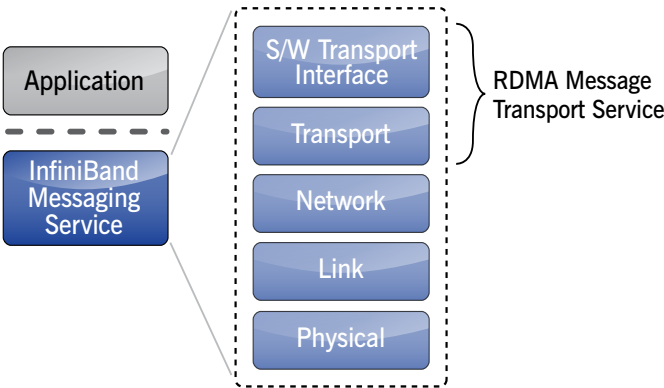 Application
InfiniBand
Messaging
Service
S/W Transport
Interface
Transport
Network
Link
Physical
RDMA Message
Transport Service